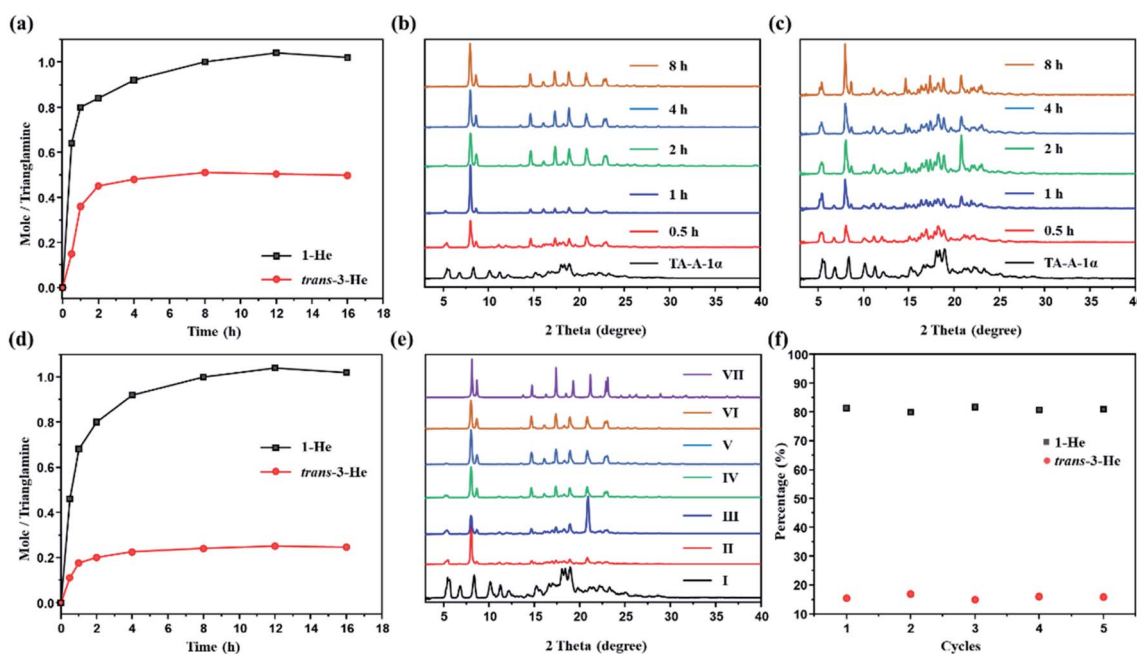 (a)
Mole / Trianglamine
1.0
0.8
0.6
0.4
0.2
0.0
1-He
trans-3-He
0 2 4 6 8 10 12 14 16 18
Time (h)
(b)
8 h
4 h
2 h
1 h
0.5 h
TA-A-1α
5 10 15 20 25 30 35 40
2 Theta (degree)
(c)
8 h
4 h
2 h
1 h
0.5 h
TA-A-1α
5 10 15 20 25 30 35 40
2 Theta (degree)
(d)
Mole / Trianglamine
1.0
0.8
0.6
0.4
0.2
0.0
1-He
trans-3-He
0 2 4 6 8 10 12 14 16 18
Time (h)
(e)
VII
VI
V
IV
III
II
I
5 10 15 20 25 30 35 40
2 Theta (degree)
(f)
Percentage (%)
100
90
80
70
60
50
40
30
20
10
1-He
trans-3-He
1 2 3 4 5
Cycles